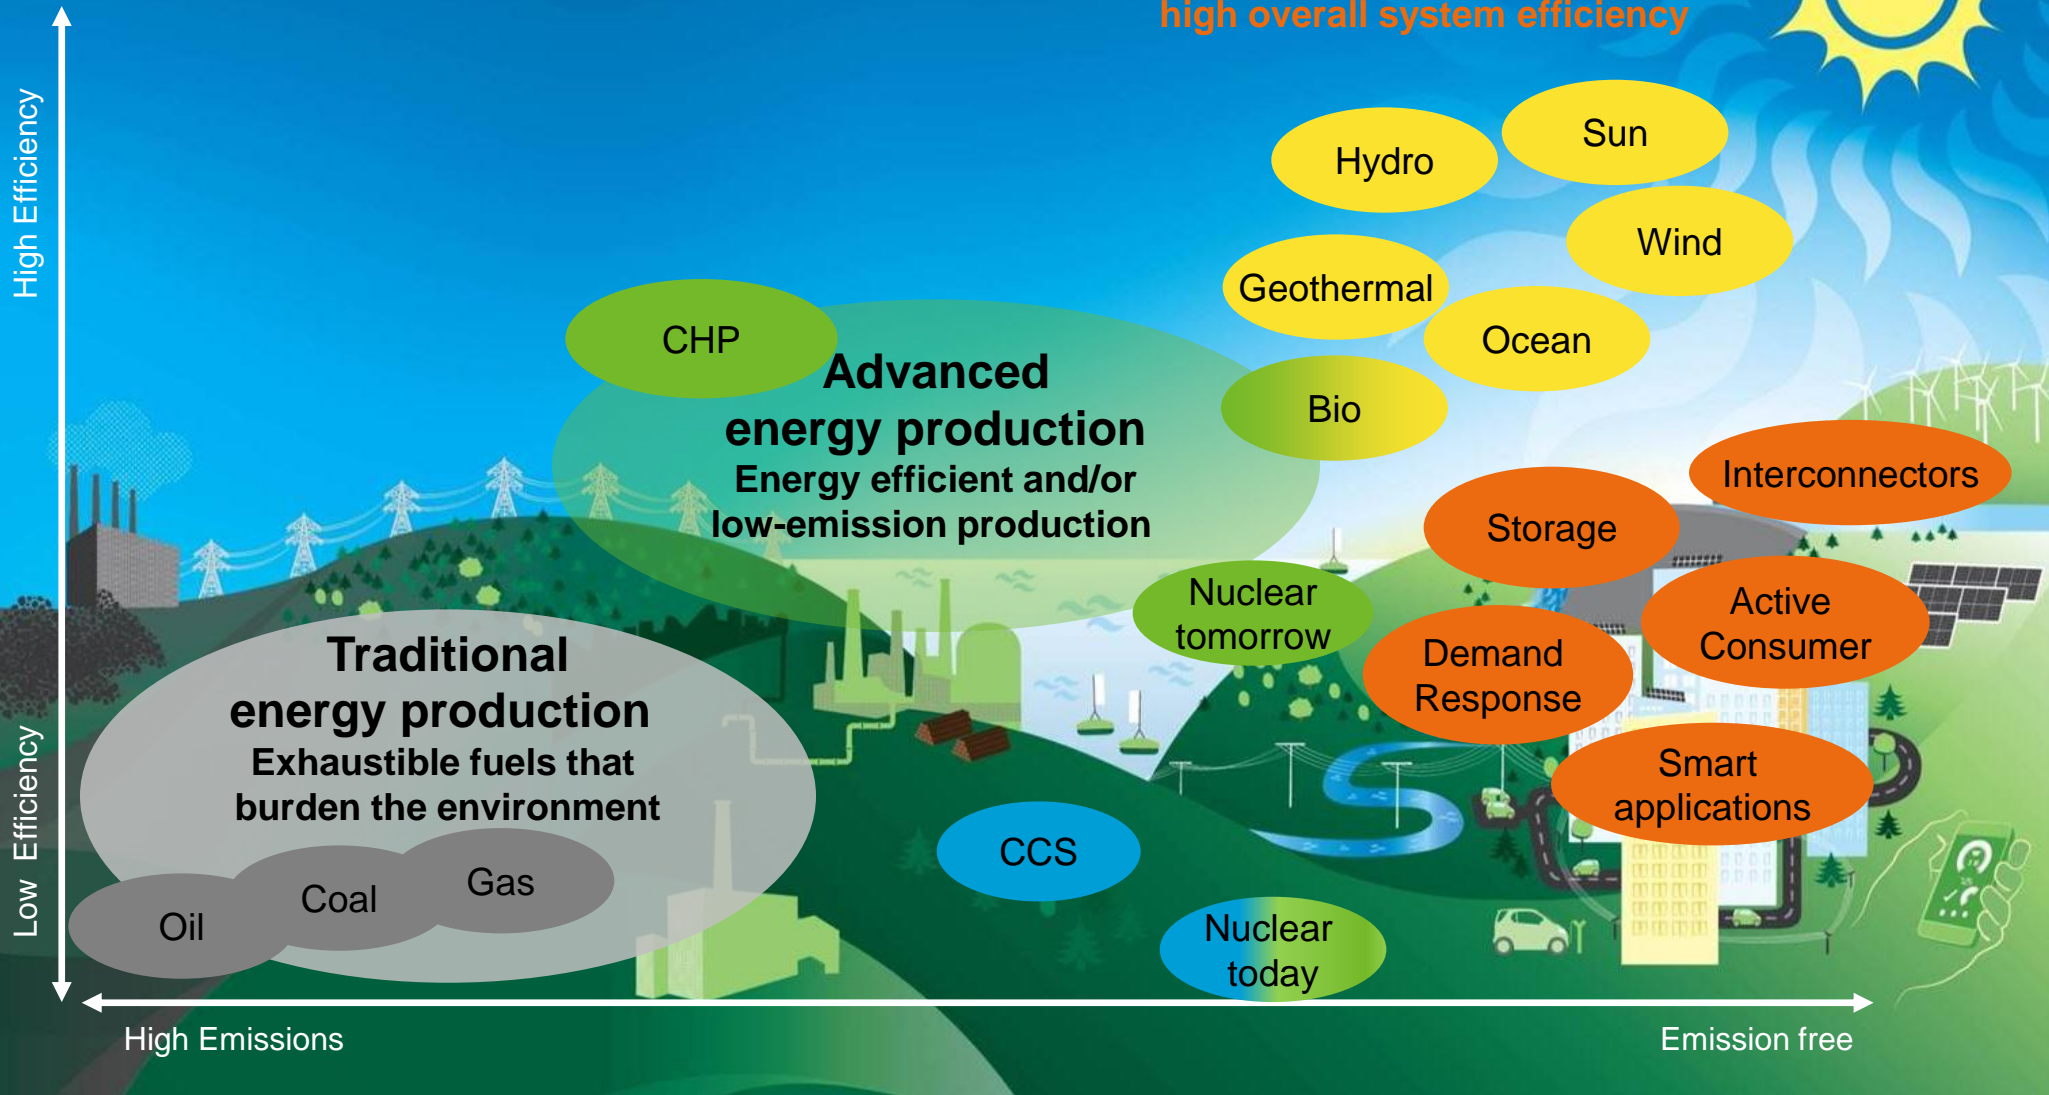 high overall system efficiency
High Efficiency
Low Efficiency
Hydro
Sun
Wind
Geothermal
Ocean
Bio
CHP
Advanced
energy production
Energy efficient and/or
low-emission production
Interconnectors
Storage
Active
Consumer
Demand
Response
Smart
applications
Nuclear
tomorrow
Traditional
energy production
Exhaustible fuels that
burden the environment
Oil
Coal
Gas
CCS
Nuclear
today
High Emissions
Emission free